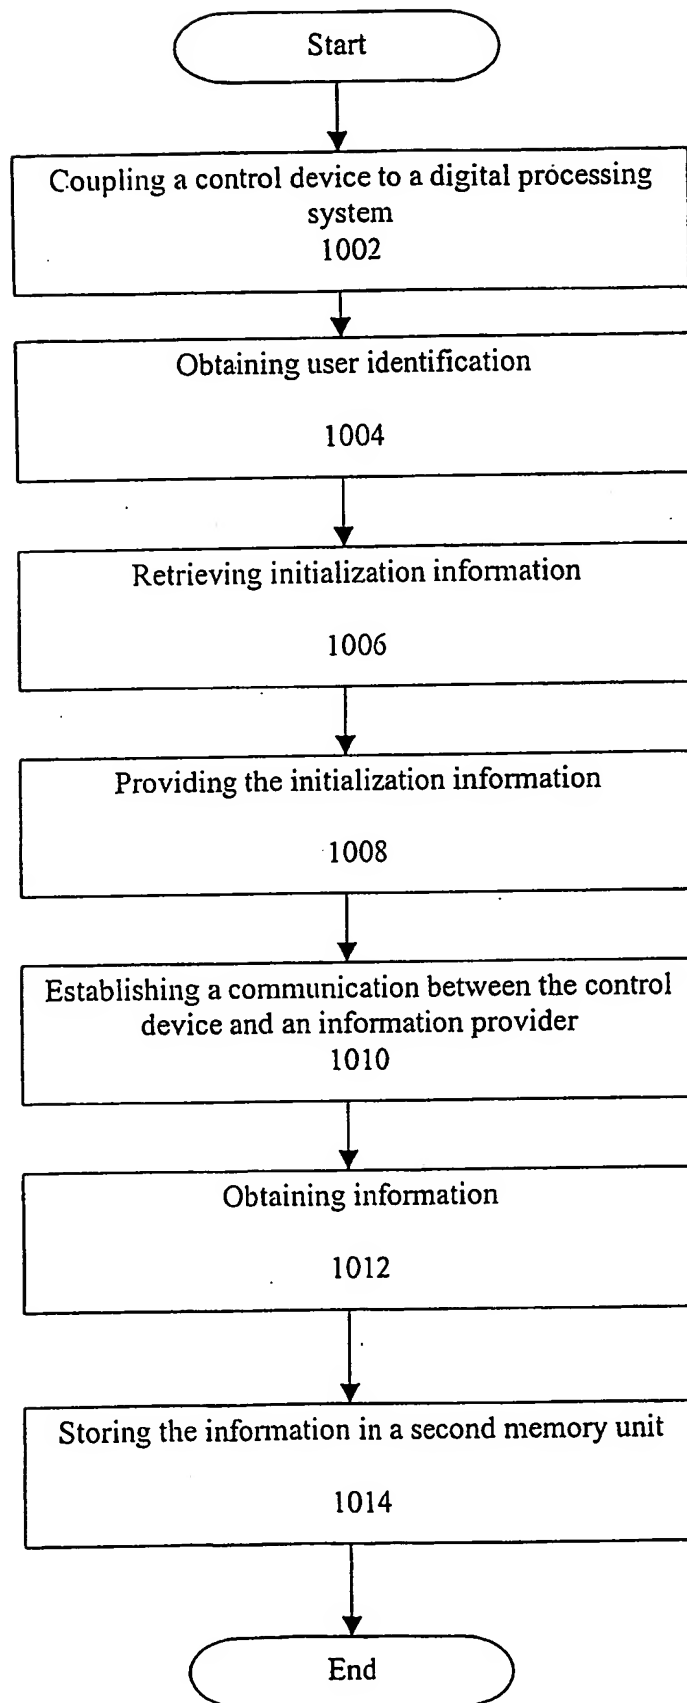 Start
Coupling a control device to a digital processing
system
1002
Obtaining user identification
1004
Retrieving initialization information
1006
Providing the initialization information
1008
Establishing a communication between the control
device and an information provider
1010
Obtaining information
1012
Storing the information in a second memory unit
1014
End